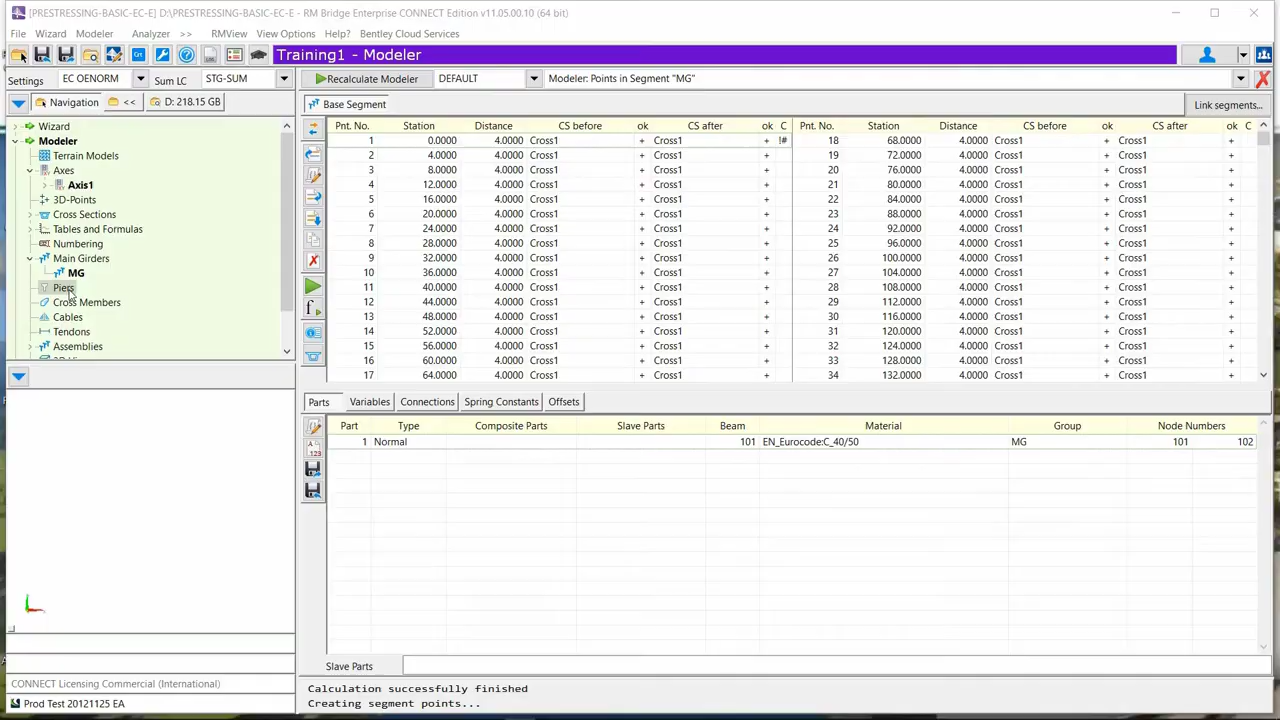 [PRESTRESSING-BASIC-EC-E] D:\PRESTRESSING-BASIC-EC-E - RM Bridge Enterprise CONNECT Edition v11.05.00.10 (64 bit)
File Wizard Modeler Analyzer >> RMView View Options Help? Bentley Cloud Services
Training1 - Modeler
Settings EC OENORM Sum LC STG-SUM Recalculate Modeler DEFAULT Modeler: Points in Segment "MG"
Navigation << D: 218.15 GB Base Segment Link segments...
Wizard
Modeler
Terrain Models
Axes
Axis1
3D-Points
Cross Sections
Tables and Formulas
Numbering
Main Girders
MG
Piers
Cross Members
Cables
Tendons
Assemblies
Pnt. No. Station Distance CS before ok CS after ok C Pnt. No. Station Distance CS before ok CS after ok C
1 0.0000 4.0000 Cross1 + Cross1 + !# 18 68.0000 4.0000 Cross1 + Cross1 +
2 4.0000 4.0000 Cross1 + Cross1 + 19 72.0000 4.0000 Cross1 + Cross1 +
3 8.0000 4.0000 Cross1 + Cross1 + 20 76.0000 4.0000 Cross1 + Cross1 +
4 12.0000 4.0000 Cross1 + Cross1 + 21 80.0000 4.0000 Cross1 + Cross1 +
5 16.0000 4.0000 Cross1 + Cross1 + 22 84.0000 4.0000 Cross1 + Cross1 +
6 20.0000 4.0000 Cross1 + Cross1 + 23 88.0000 4.0000 Cross1 + Cross1 +
7 24.0000 4.0000 Cross1 + Cross1 + 24 92.0000 4.0000 Cross1 + Cross1 +
8 28.0000 4.0000 Cross1 + Cross1 + 25 96.0000 4.0000 Cross1 + Cross1 +
9 32.0000 4.0000 Cross1 + Cross1 + 26 100.0000 4.0000 Cross1 + Cross1 +
10 36.0000 4.0000 Cross1 + Cross1 + 27 104.0000 4.0000 Cross1 + Cross1 +
11 40.0000 4.0000 Cross1 + Cross1 + 28 108.0000 4.0000 Cross1 + Cross1 +
12 44.0000 4.0000 Cross1 + Cross1 + 29 112.0000 4.0000 Cross1 + Cross1 +
13 48.0000 4.0000 Cross1 + Cross1 + 30 116.0000 4.0000 Cross1 + Cross1 +
14 52.0000 4.0000 Cross1 + Cross1 + 31 120.0000 4.0000 Cross1 + Cross1 +
15 56.0000 4.0000 Cross1 + Cross1 + 32 124.0000 4.0000 Cross1 + Cross1 +
16 60.0000 4.0000 Cross1 + Cross1 + 33 128.0000 4.0000 Cross1 + Cross1 +
17 64.0000 4.0000 Cross1 + Cross1 + 34 132.0000 4.0000 Cross1 + Cross1 +
Parts Variables Connections Spring Constants Offsets
Part Type Composite Parts Slave Parts Beam Material Group Node Numbers
1 Normal 101 EN_Eurocode:C_40/50 MG 101 102
Slave Parts
CONNECT Licensing Commercial (International)
Prod Test 20121125 EA
Calculation successfully finished
Creating segment points...